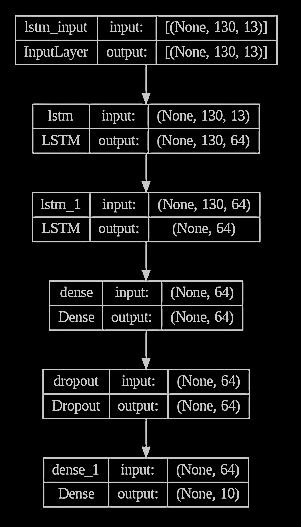 lstm_input input: [(None, 130, 13)]
InputLayer output: [(None, 130, 13)]
lstm input: (None, 130, 13)
LSTM output: (None, 130, 64)
lstm_1 input: (None, 130, 64)
LSTM output: (None, 64)
dense input: (None, 64)
Dense output: (None, 64)
dropout input: (None, 64)
Dropout output: (None, 64)
dense_1 input: (None, 64)
Dense output: (None, 10)